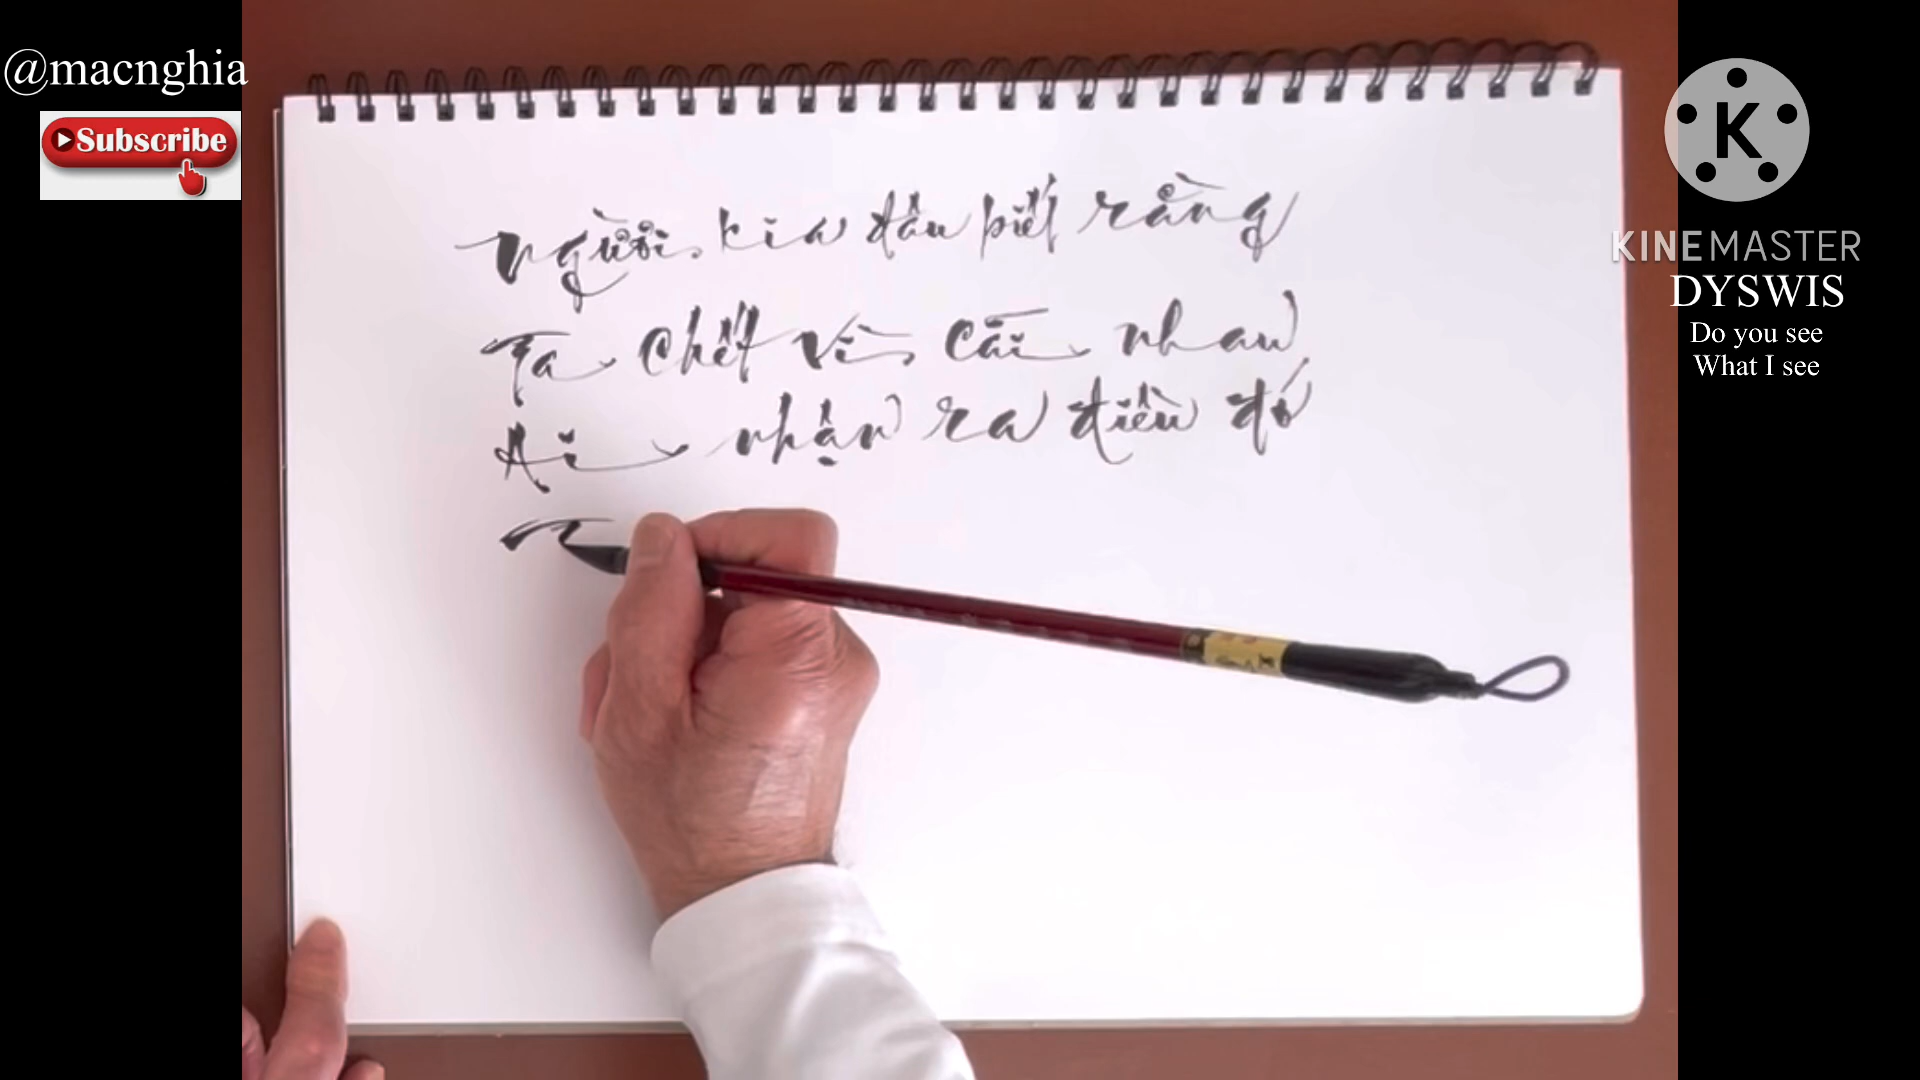 @macnghia
Subscribe
Người kia đâu biết rằng
Ta chết vì cãi nhau
Ai nhận ra điều đó
K
KINEMASTER
DYSWIS
Do you see
What I see